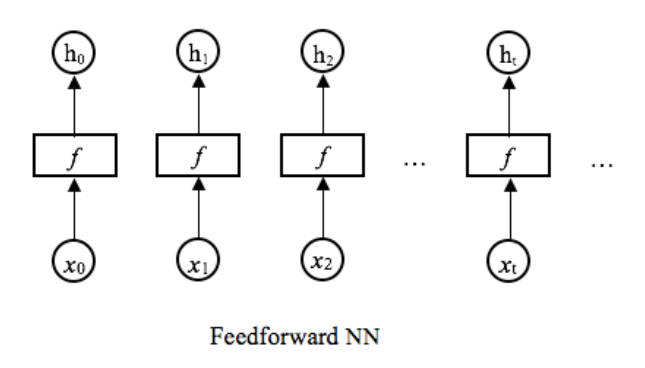 h₀ h₁ h₂ hₜ
f f f … f …
x₀ x₁ x₂ xₜ
Feedforward NN